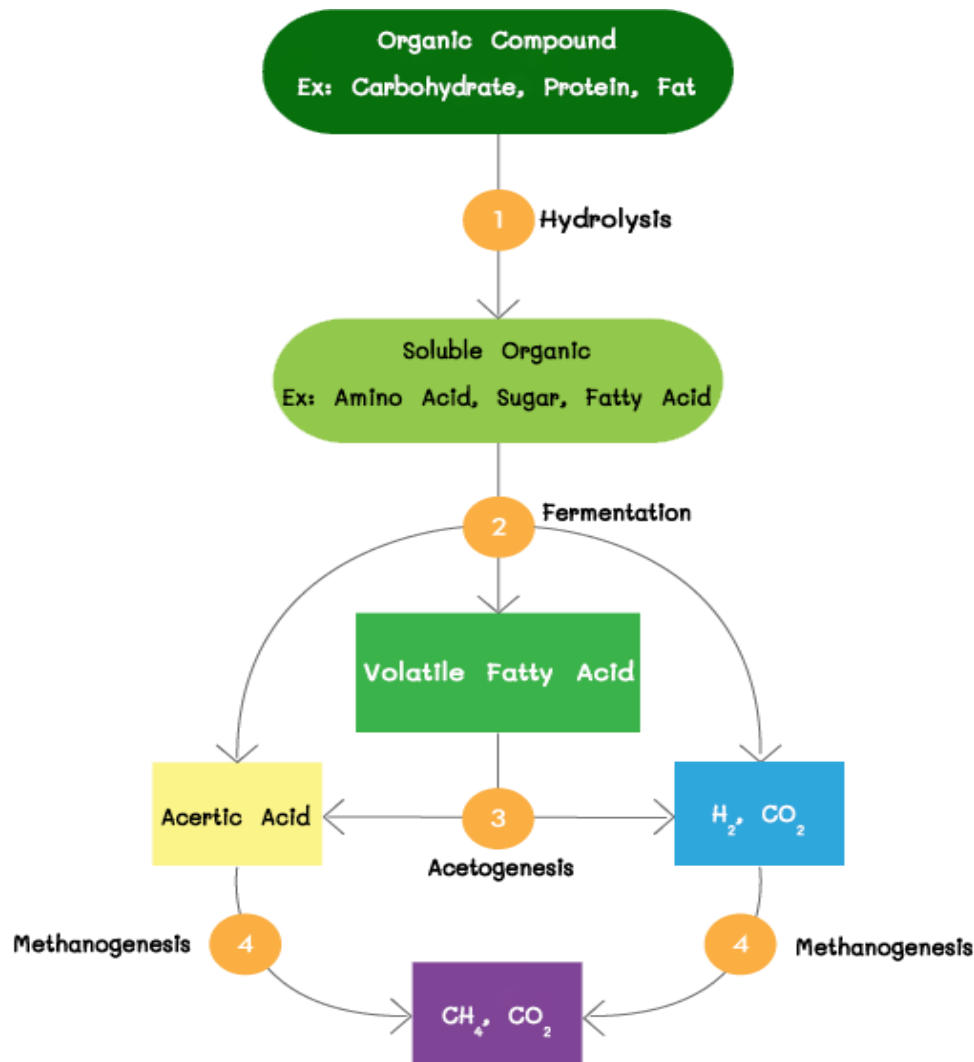 Organic Compound
Ex: Carbohydrate, Protein, Fat
1
Hydrolysis
Soluble Organic
Ex: Amino Acid, Sugar, Fatty Acid
2
Fermentation
Volatile Fatty Acid
Acertic Acid
3
H₂, CO₂
Acetogenesis
Methanogenesis
4
4
Methanogenesis
CH₄, CO₂